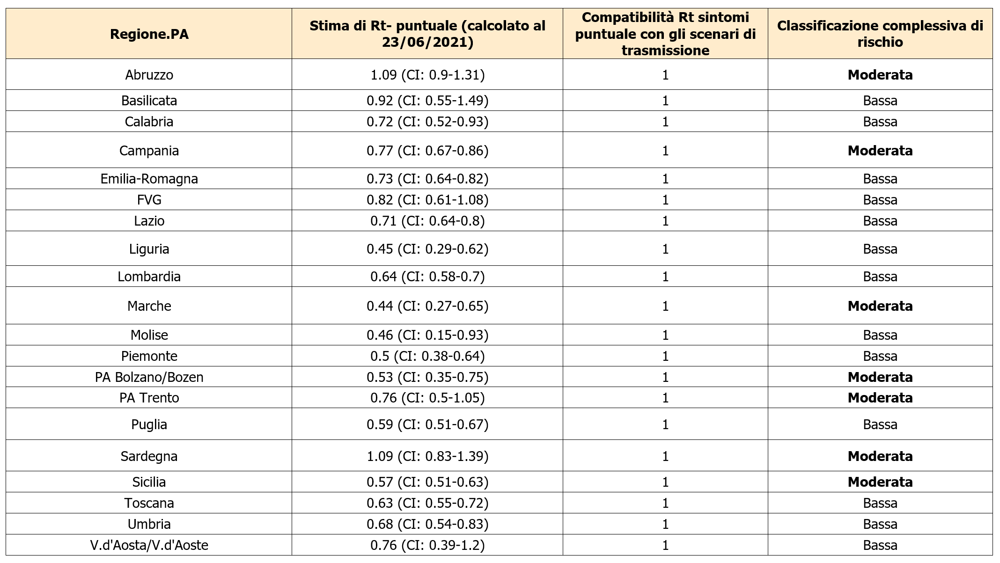 Regione.PA
Stima di Rt- puntuale (calcolato al
23/06/2021)
Compatibilità Rt sintomi
puntuale con gli scenari di
trasmissione
Classificazione complessiva di
rischio
Abruzzo 1.09 (CI: 0.9-1.31) 1 Moderata
Basilicata 0.92 (CI: 0.55-1.49) 1 Bassa
Calabria 0.72 (CI: 0.52-0.93) 1 Bassa
Campania 0.77 (CI: 0.67-0.86) 1 Moderata
Emilia-Romagna 0.73 (CI: 0.64-0.82) 1 Bassa
FVG 0.82 (CI: 0.61-1.08) 1 Bassa
Lazio 0.71 (CI: 0.64-0.8) 1 Bassa
Liguria 0.45 (CI: 0.29-0.62) 1 Bassa
Lombardia 0.64 (CI: 0.58-0.7) 1 Bassa
Marche 0.44 (CI: 0.27-0.65) 1 Moderata
Molise 0.46 (CI: 0.15-0.93) 1 Bassa
Piemonte 0.5 (CI: 0.38-0.64) 1 Bassa
PA Bolzano/Bozen 0.53 (CI: 0.35-0.75) 1 Moderata
PA Trento 0.76 (CI: 0.5-1.05) 1 Moderata
Puglia 0.59 (CI: 0.51-0.67) 1 Bassa
Sardegna 1.09 (CI: 0.83-1.39) 1 Moderata
Sicilia 0.57 (CI: 0.51-0.63) 1 Moderata
Toscana 0.63 (CI: 0.55-0.72) 1 Bassa
Umbria 0.68 (CI: 0.54-0.83) 1 Bassa
V.d'Aosta/V.d'Aoste 0.76 (CI: 0.39-1.2) 1 Bassa